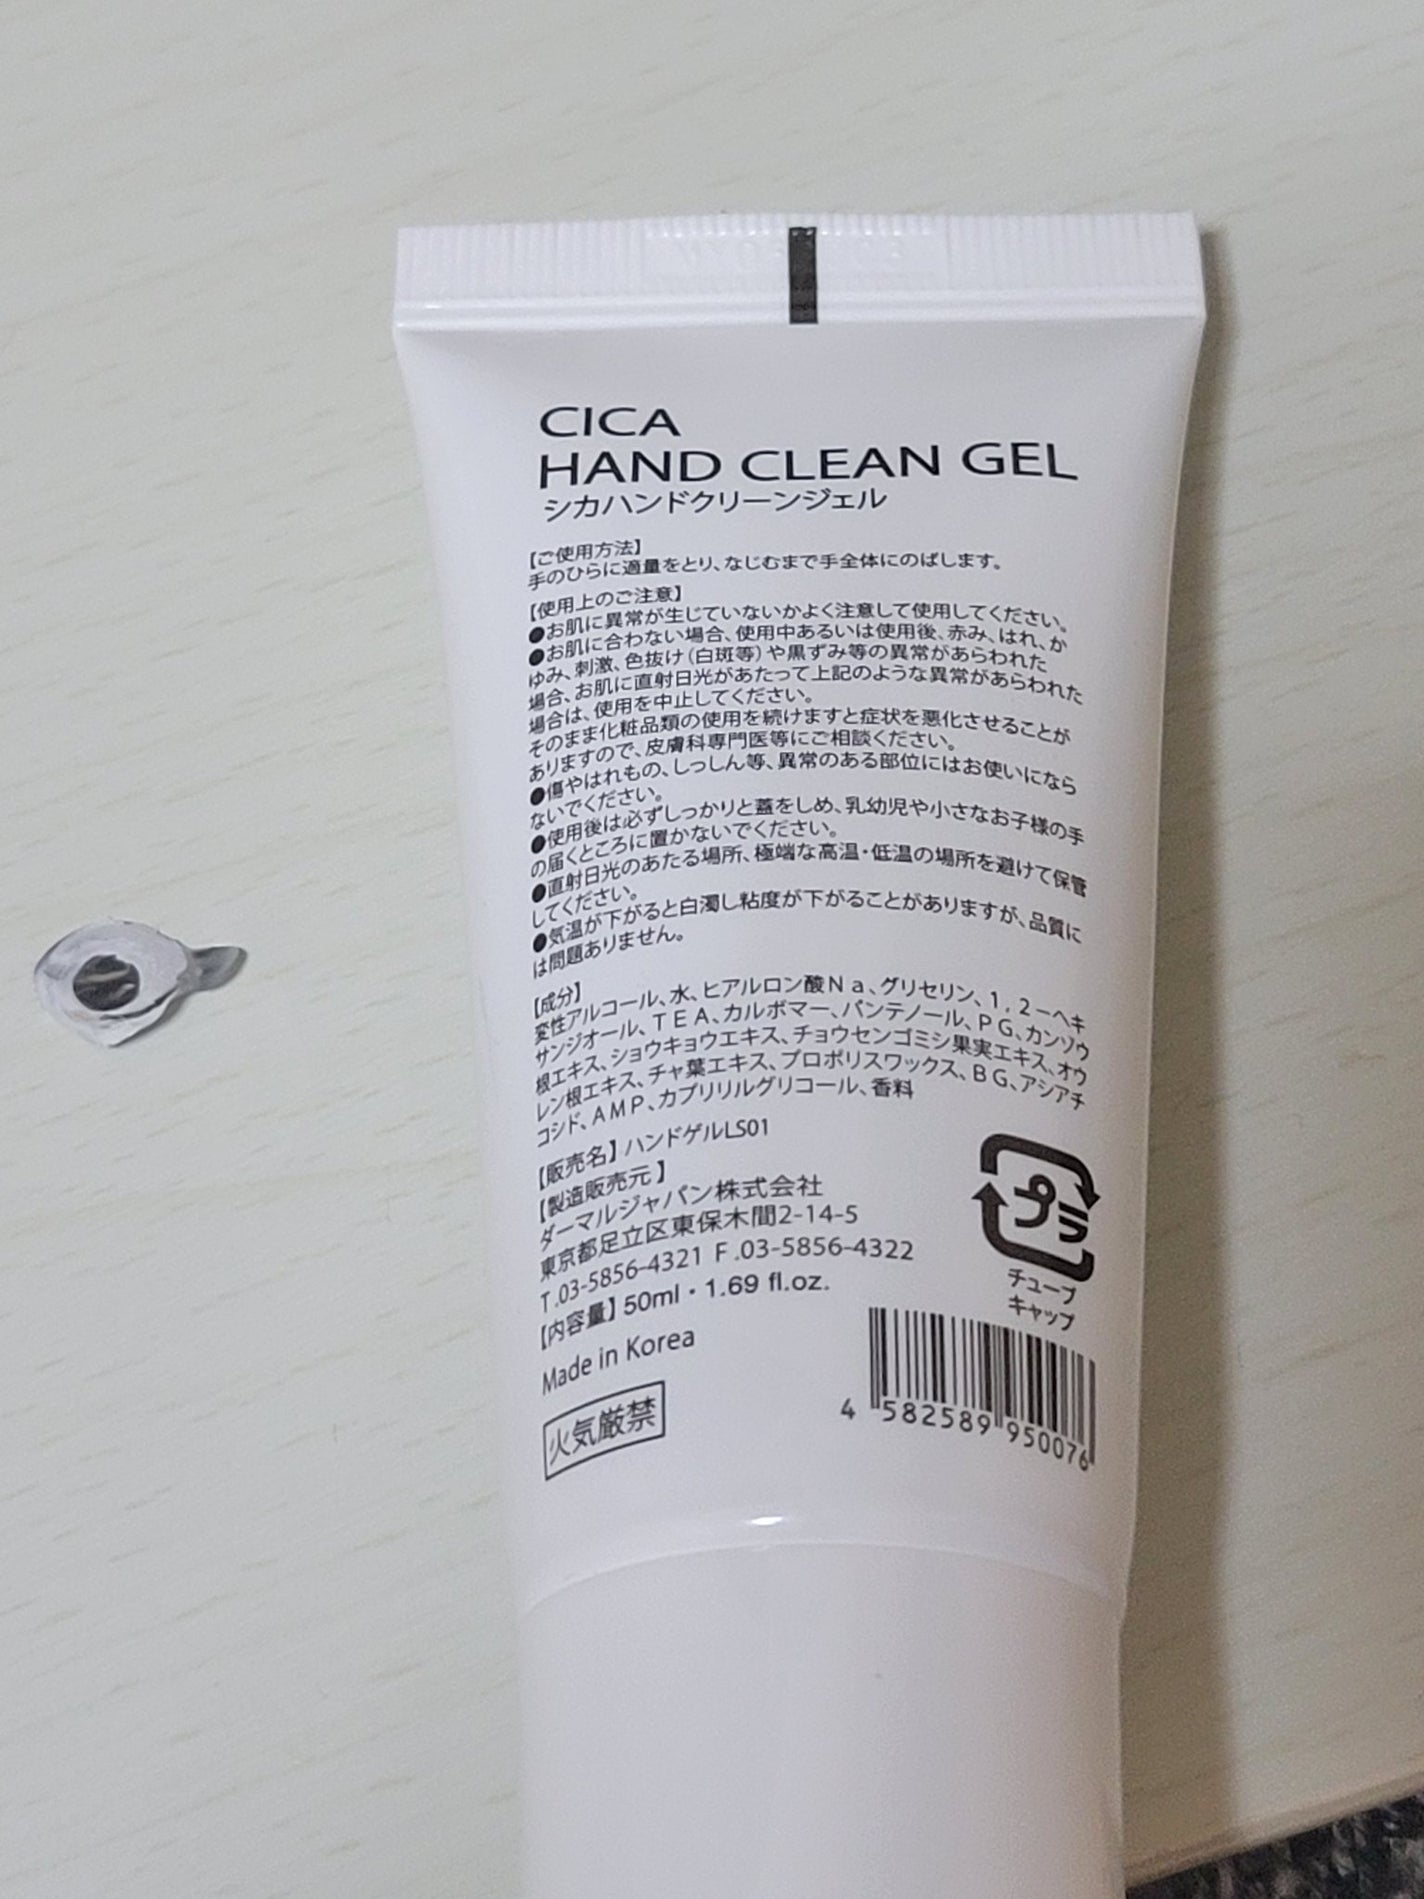 CICA
HAND CLEAN GEL
シカハンドクリーンジェル
【ご使用方法】
手のひらに適量をとり、なじむまで手全体にのばします。
【使用上のご注意】
●お肌に異常が生じていないかよく注意して使用してください。
●お肌に合わない場合、使用中あるいは使用後、赤み、はれ、か
ゆみ、刺激、色抜け（白斑等）や黒ずみ等の異常があらわれた
場合、お肌に直射日光があたって上記のような異常があらわれた
場合は、使用を中止してください。
そのまま化粧品類の使用を続けますと症状を悪化させることが
ありますので、皮膚科専門医等にご相談ください。
●傷やはれもの、しっしん等、異常のある部位にはお使いになら
ないでください。
●使用後は必ずしっかりと蓋をしめ、乳幼児や小さなお子様の手
の届くところに置かないでください。
●直射日光のあたる場所、極端な高温・低温の場所を避けて保管
してください。
●気温が下がると白濁し粘度が下がることがありますが、品質に
は問題ありません。
【成分】
変性アルコール、水、ヒアルロン酸Ｎａ、グリセリン、１，２－ヘキ
サンジオール、ＴＥＡ、カルボマー、パンテノール、ＰＧ、カンゾウ
根エキス、ショウキョウエキス、チョウセンゴミシ果実エキス、オウ
レン根エキス、チャ葉エキス、プロポリスワックス、ＢＧ、アシアチ
コシド、ＡＭＰ、カプリリルグリコール、香料
【販売名】ハンドゲルLS01
【製造販売元】
ダーマルジャパン株式会社
東京都足立区東保木間2-14-5
T.03-5856-4321 F.03-5856-4322
【内容量】50ml・1.69 fl.oz.
Made in Korea
火気厳禁
プラ
チューブ
キャップ
4 582589 950076